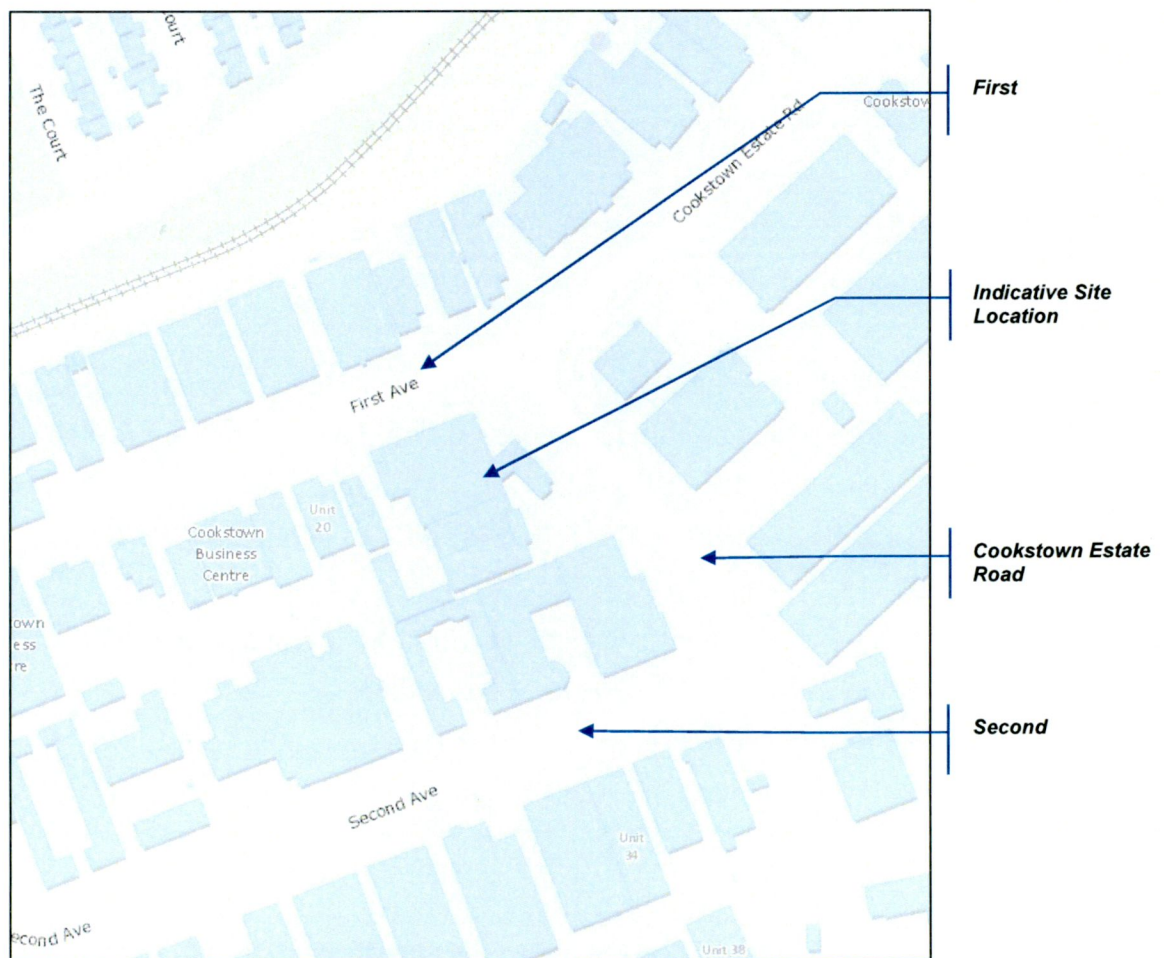 Court
The Court
First
Cookstow
Cookstown Estate Rd
Indicative Site
Location
First Ave
Unit
20
Cookstown
Business
Centre
Cookstown Estate
Road
own
ess
re
Second
Second Ave
Unit
34
econd Ave
Unit 38